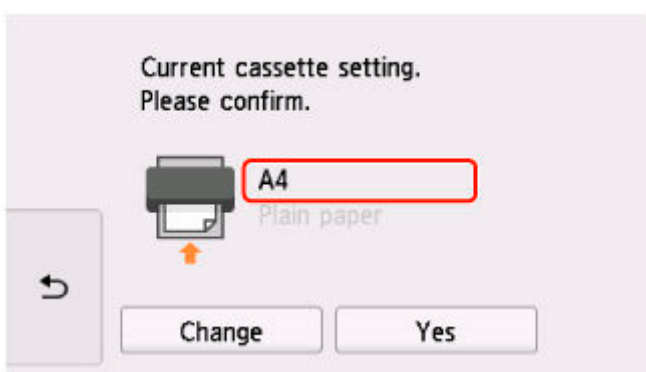 Current cassette setting.
Please confirm.
A4
Plain paper
Change
Yes